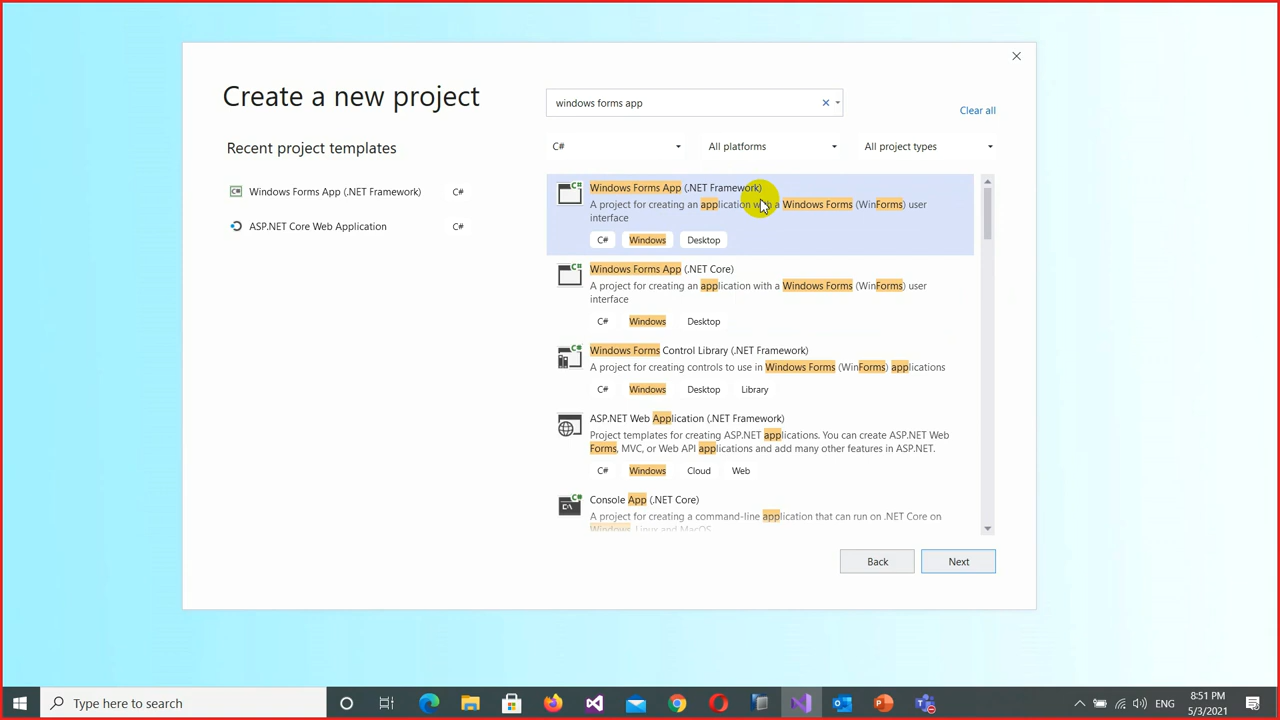 Create a new project
windows forms app
Clear all
Recent project templates
C#
All platforms
All project types
Windows Forms App (.NET Framework) C#
ASP.NET Core Web Application C#
Windows Forms App (.NET Framework)
A project for creating an application with a Windows Forms (WinForms) user
interface
C# Windows Desktop
Windows Forms App (.NET Core)
A project for creating an application with a Windows Forms (WinForms) user
interface
C# Windows Desktop
Windows Forms Control Library (.NET Framework)
A project for creating controls to use in Windows Forms (WinForms) applications
C# Windows Desktop Library
ASP.NET Web Application (.NET Framework)
Project templates for creating ASP.NET applications. You can create ASP.NET Web
Forms, MVC, or Web API applications and add many other features in ASP.NET.
C# Windows Cloud Web
Console App (.NET Core)
A project for creating a command-line application that can run on .NET Core on
Windows, Linux and MacOS
Back
Next
Type here to search
ENG
8:51 PM
5/3/2021